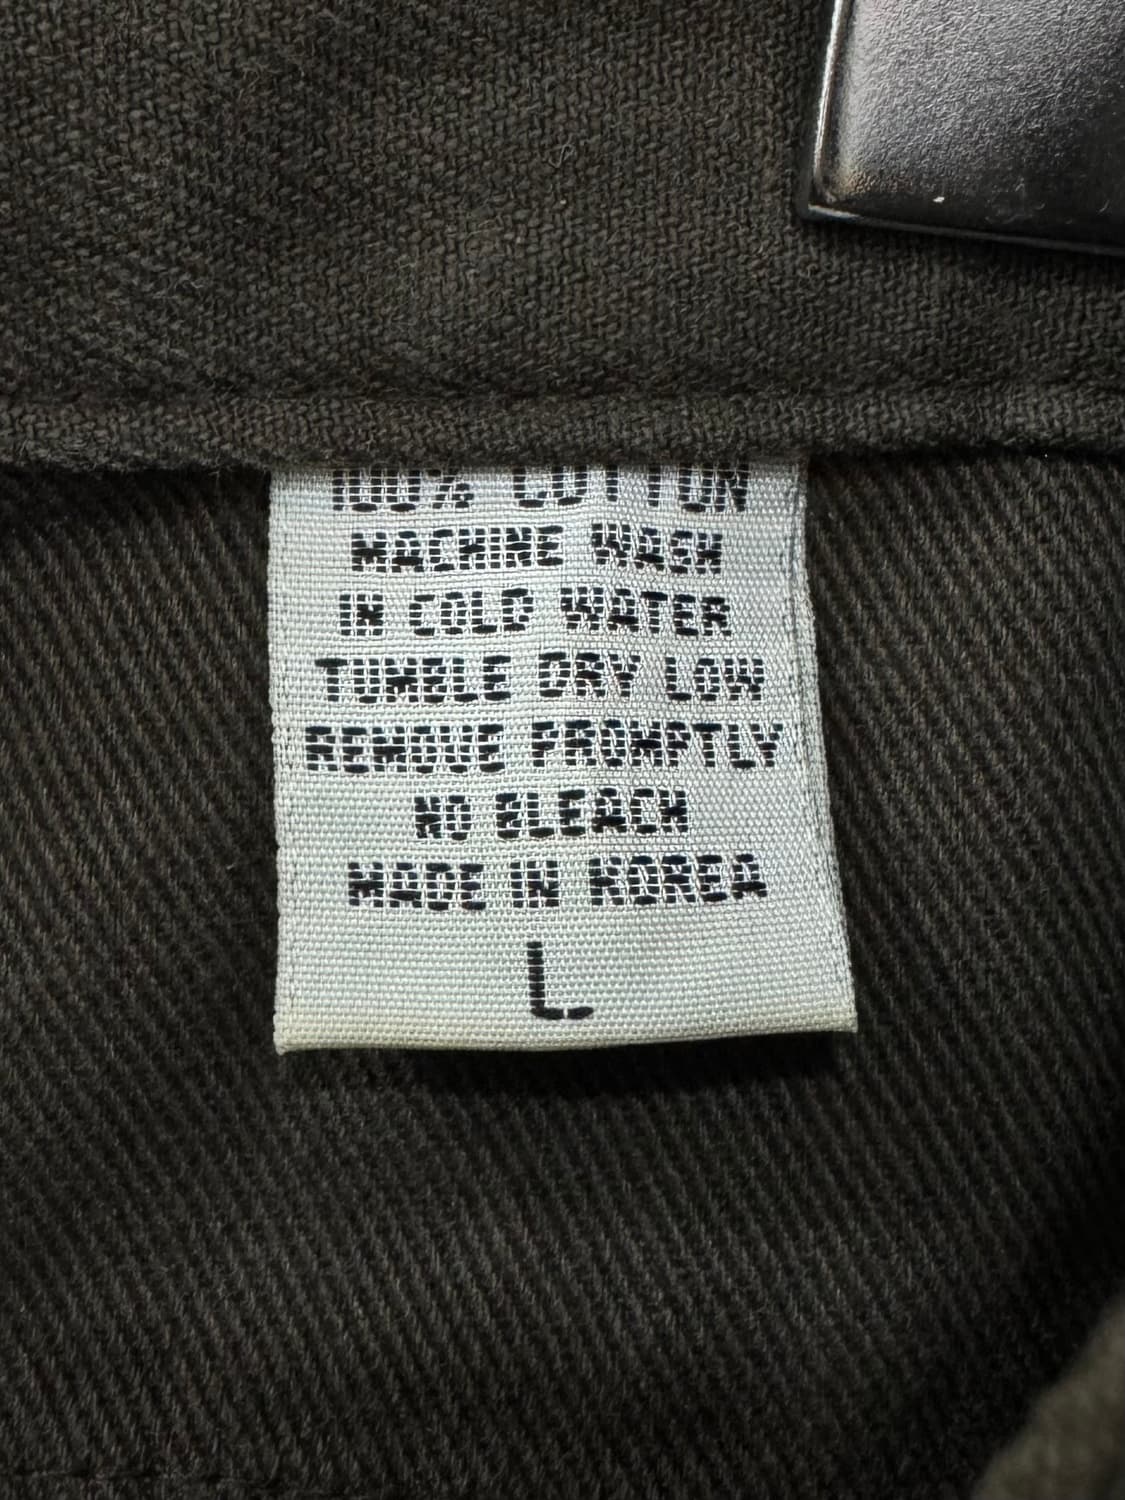 100% COTTON
MACHINE WASH
IN COLD WATER
TUMBLE DRY LOW
REMOVE PROMPTLY
NO BLEACH
MADE IN KOREA
L